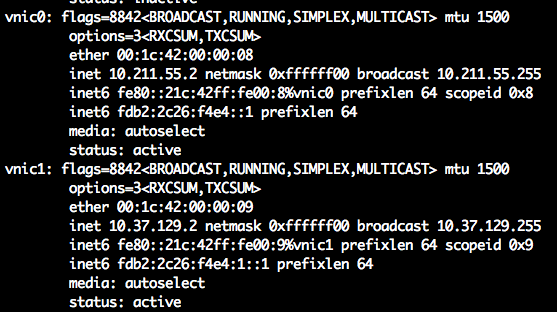 status: inactive
vnic0: flags=8842<BROADCAST,RUNNING,SIMPLEX,MULTICAST> mtu 1500
options=3<RXCSUM,TXCSUM>
ether 00:1c:42:00:00:08
inet 10.211.55.2 netmask 0xffffff00 broadcast 10.211.55.255
inet6 fe80::21c:42ff:fe00:8%vnic0 prefixlen 64 scopeid 0x8
inet6 fdb2:2c26:f4e4::1 prefixlen 64
media: autoselect
status: active
vnic1: flags=8842<BROADCAST,RUNNING,SIMPLEX,MULTICAST> mtu 1500
options=3<RXCSUM,TXCSUM>
ether 00:1c:42:00:00:09
inet 10.37.129.2 netmask 0xffffff00 broadcast 10.37.129.255
inet6 fe80::21c:42ff:fe00:9%vnic1 prefixlen 64 scopeid 0x9
inet6 fdb2:2c26:f4e4:1::1 prefixlen 64
media: autoselect
status: active